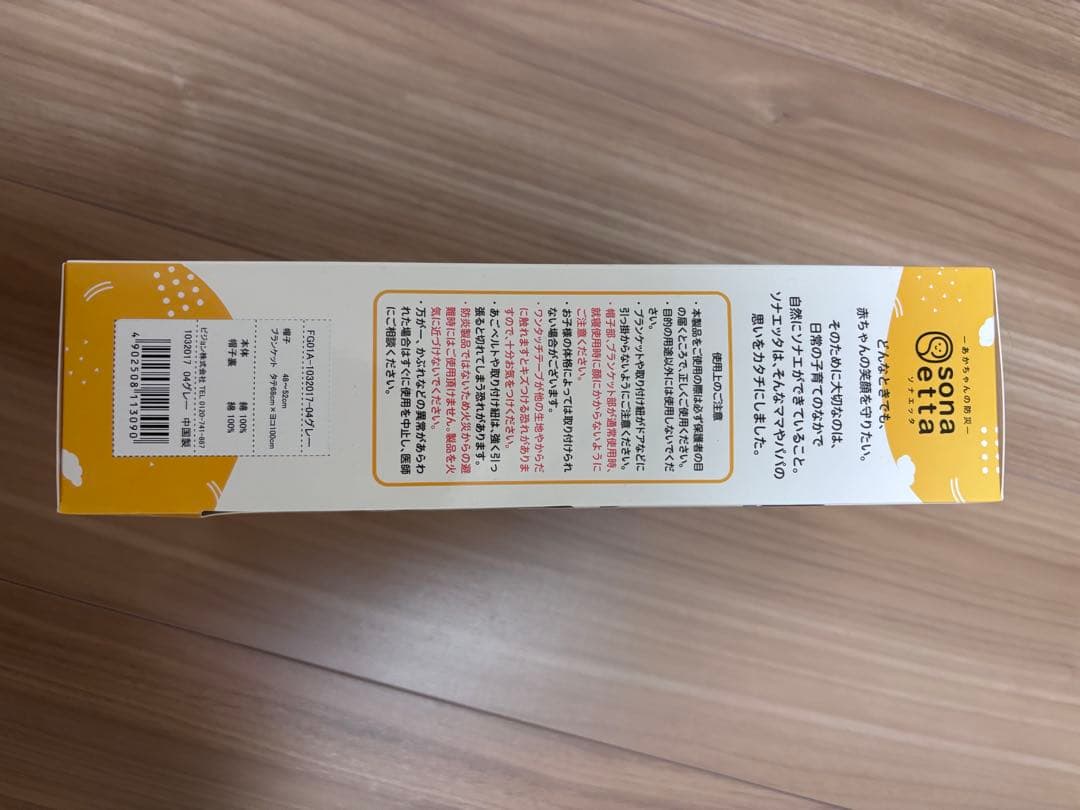 ーあかちゃんの防災ー
sona
etta
ソナエッタ
どんなときでも、
赤ちゃんの笑顔を守りたい。
そのために大切なのは、
日常の子育てのなかで
自然にソナエができていること。
ソナエッタは、そんなママやパパの
思いをカタチにしました。
使用上のご注意
・本製品をご使用の際は必ず保護者の目
の届くところで、正しくご使用ください。
・目的の用途以外には使用しないでくだ
さい。
・ブランケットや取り付け紐がドアなどに
引っ掛からないようにご注意ください。
・帽子部、ブランケット部が通常使用時、
就寝使用時に顔にかからないように
ご注意ください。
・お子様の体格によっては取り付けられ
ない場合がございます。
・ワンタッチテープが他の生地やからだ
に触れますとキズつける恐れがありま
すので、十分お気をつけください。
・あごベルトや取り付け紐は、強く引っ
張ると切れてしまう恐れがあります。
・防炎製品ではないため火災からの避
難時にはご使用頂けません。製品を火
気に近づけないでください。
・万が一、かぶれなどの異常があらわ
れた場合はすぐに使用を中止し、医師
にご相談ください。
FG01A-1032017-04グレー
帽子 48〜52cm
ブランケット タテ68cm×ヨコ100cm
本体 綿 100%
帽子裏 綿 100%
ピジョン株式会社 TEL 0120-741-887
1032017 04グレー 中国製
4 902508 113090